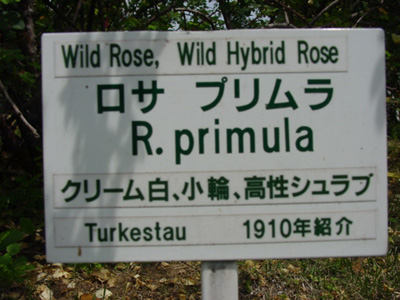 Wild Rose, Wild Hybrid Rose
ロサ プリムラ
R. primula
クリーム白、小輪、高性シュラブ
Turkestau 1910年紹介